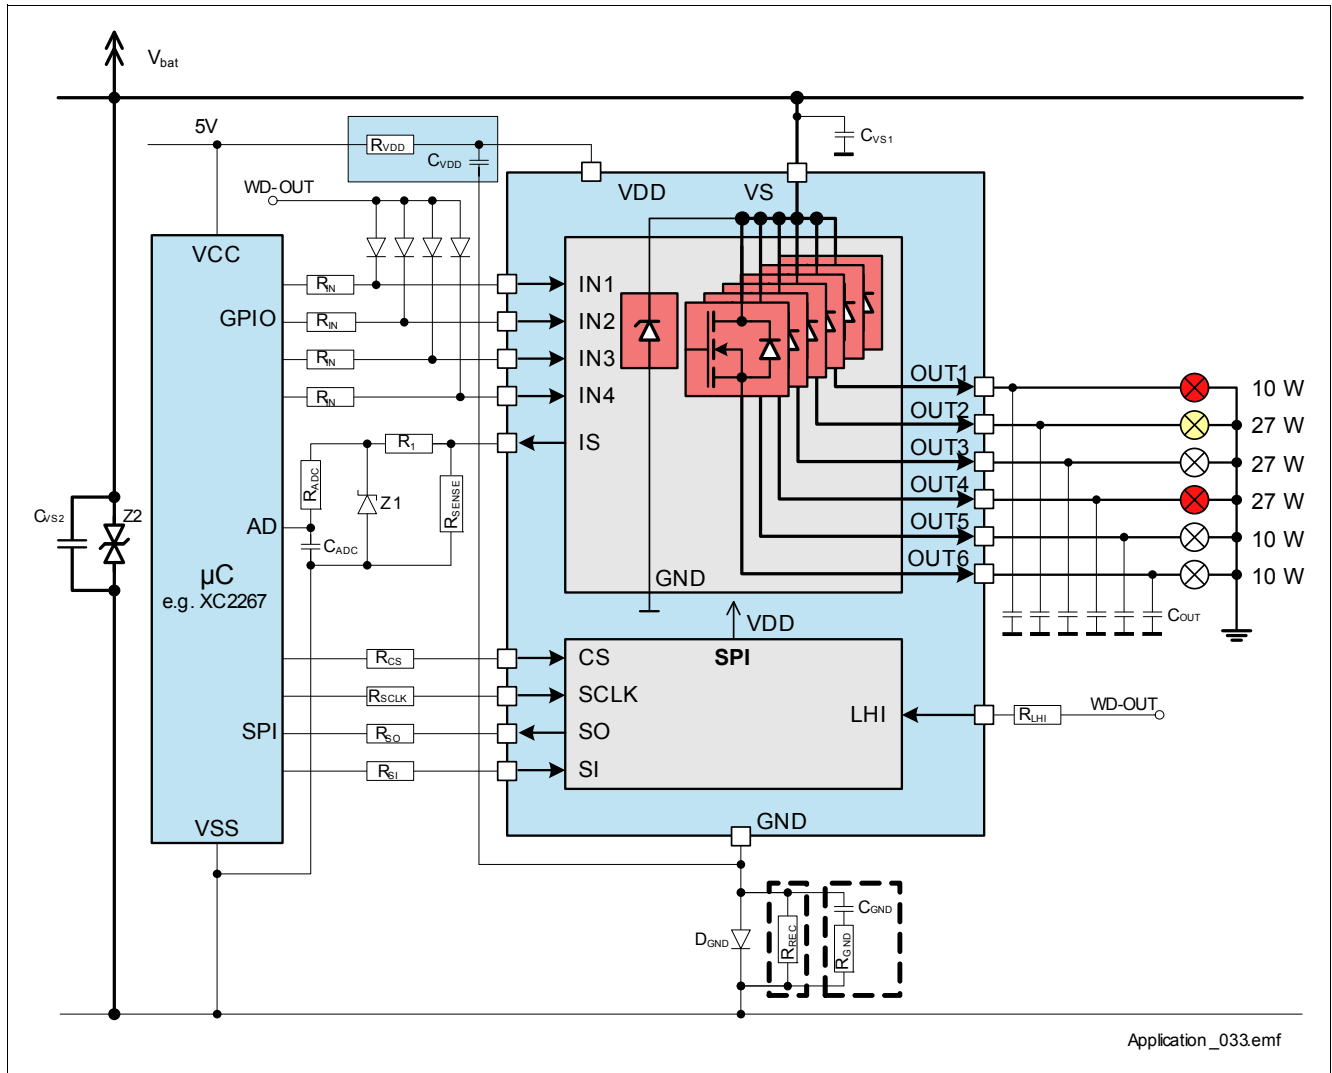 Vbat
5V
RVDD
CVDD
CVS1
WD-OUT
VDD
VS
VCC
RIN
IN1
GPIO
RIN
IN2
RIN
IN3
RIN
IN4
OUT1
10 W
OUT2
27 W
R1
IS
OUT3
27 W
RADC
Z1
RSENSE
OUT4
27 W
CVS2
Z2
AD
CADC
OUT5
10 W
OUT6
10 W
µC
e.g. XC2267
GND
COUT
VDD
SPI
RCS
CS
RSCLK
SCLK
LHI
RLHI
WD-OUT
SPI
RSO
SO
RSI
SI
VSS
GND
DGND
RREC
CGND
RGND
Application_033.emf